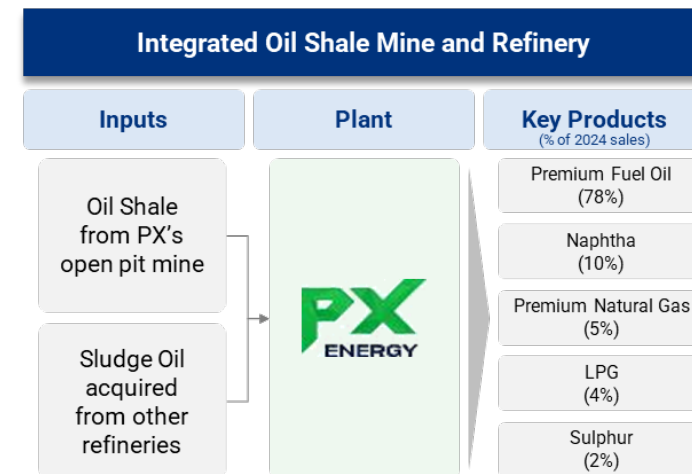 Integrated Oil Shale Mine and Refinery
Inputs
Plant
Key Products
(% of 2024 sales)
Oil Shale
from PX's
open pit mine
Sludge Oil
acquired
from other
refineries
PX
ENERGY
Premium Fuel Oil
(78%)
Naphtha
(10%)
Premium Natural Gas
(5%)
LPG
(4%)
Sulphur
(2%)